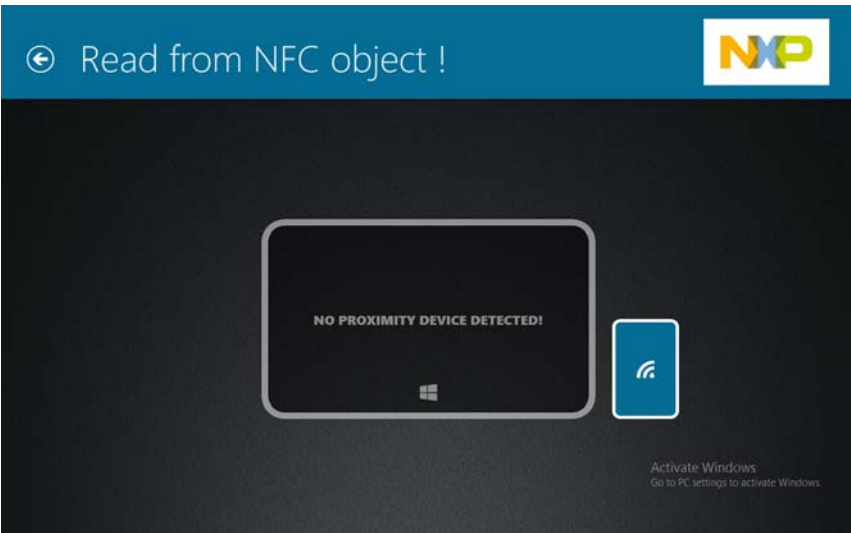 Read from NFC object !
NXP
NO PROXIMITY DEVICE DETECTED!
Activate Windows
Go to PC settings to activate Windows.